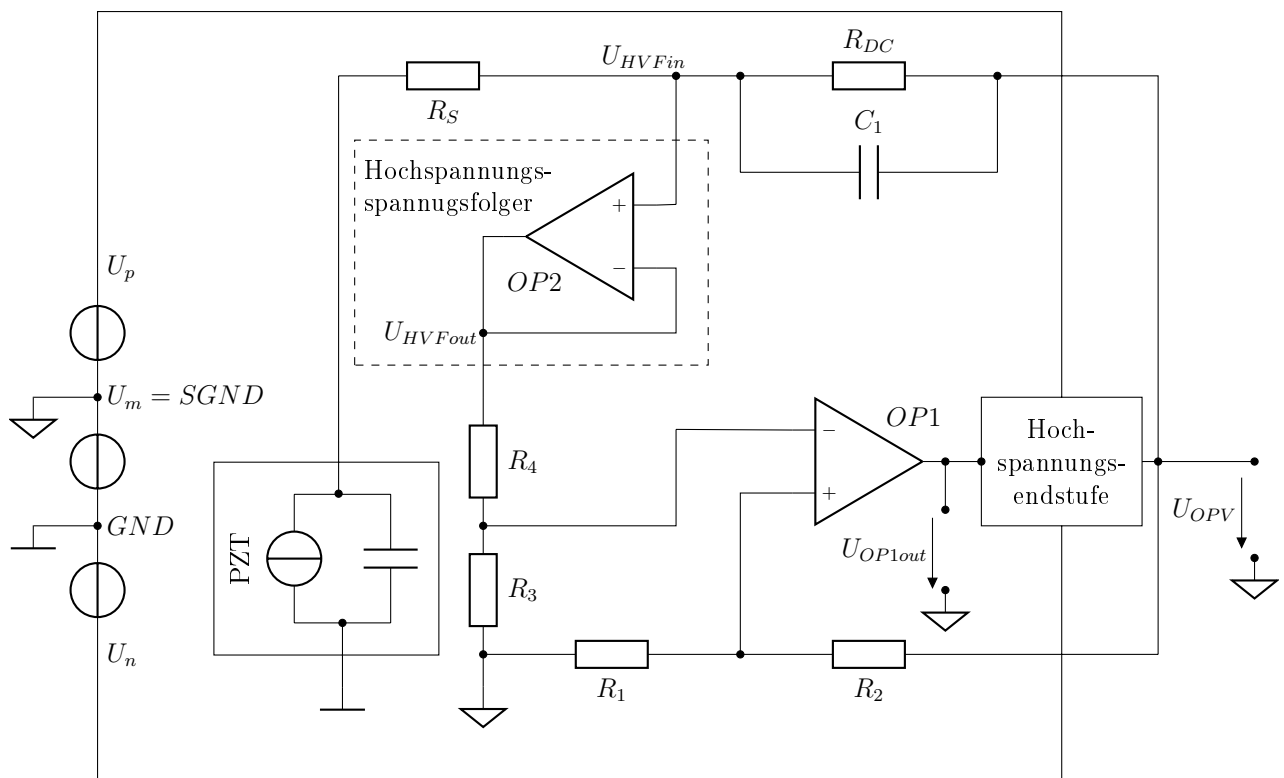 R_DC
U_HVFin
R_S
C_1
Hochspannungs-
spannugsfolger
+
−
OP2
U_p
U_HVFout
U_m = SGND
OP1
−
+
Hoch-
spannungs-
endstufe
R_4
U_OPV
GND
U_OP1out
PZT
R_3
U_n
R_1
R_2